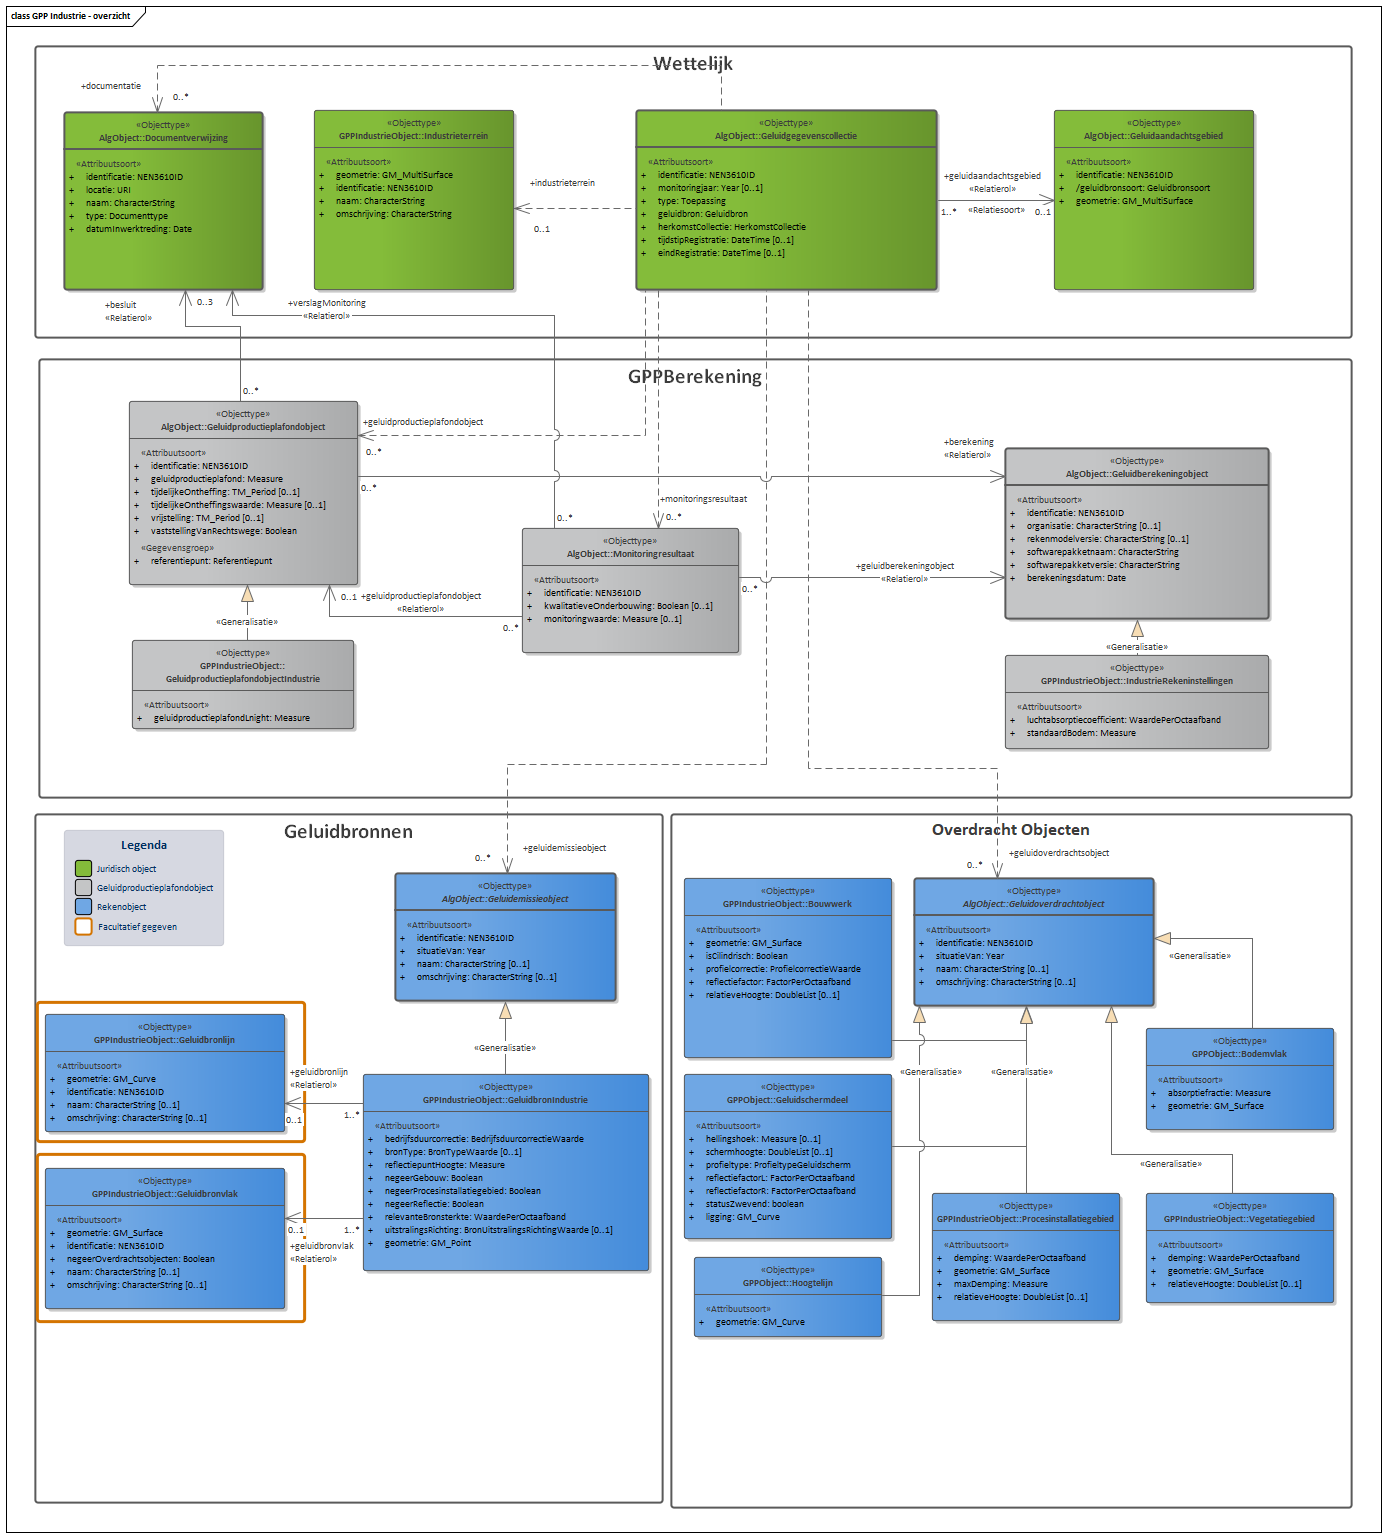 class GPP Industrie - overzicht
Wettelijk
+documentatie
0..*
«Objecttype»
AlgObject::Documentverwijzing
«Attribuutsoort»
+ identificatie: NEN3610ID
+ locatie: URI
+ naam: CharacterString
+ type: Documenttype
+ datumInwerktreding: Date
«Objecttype»
GPPIndustrieObject::Industrieterrein
«Attribuutsoort»
+ geometrie: GM_MultiSurface
+ identificatie: NEN3610ID
+ naam: CharacterString
+ omschrijving: CharacterString
+industrieterrein
0..1
«Objecttype»
AlgObject::Geluidgegevenscollectie
«Attribuutsoort»
+ identificatie: NEN3610ID
+ monitoringjaar: Year [0..1]
+ type: Toepassing
+ geluidbron: Geluidbron
+ herkomstCollectie: HerkomstCollectie
+ tijdstipRegistratie: DateTime [0..1]
+ eindRegistratie: DateTime [0..1]
+geluidaandachtsgebied
«Relatierol»
1..* «Relatiesoort» 0..1
«Objecttype»
AlgObject::Geluidaandachtsgebied
«Attribuutsoort»
+ identificatie: NEN3610ID
+ /geluidbronsoort: Geluidbronsoort
+ geometrie: GM_MultiSurface
+besluit
«Relatierol»
0..3
+verslagMonitoring
«Relatierol»
GPPBerekening
0..*
«Objecttype»
AlgObject::Geluidproductieplafondobject
«Attribuutsoort»
+ identificatie: NEN3610ID
+ geluidproductieplafond: Measure
+ tijdelijkeOntheffing: TM_Period [0..1]
+ tijdelijkeOntheffingswaarde: Measure [0..1]
+ vrijstelling: TM_Period [0..1]
+ vaststellingVanRechtswege: Boolean
«Gegevensgroep»
+ referentiepunt: Referentiepunt
+geluidproductieplafondobject
0..*
0..*
+berekening
«Relatierol»
+monitoringsresultaat
0..*
0..*
«Objecttype»
AlgObject::Monitoringresultaat
«Attribuutsoort»
+ identificatie: NEN3610ID
+ kwalitatieveOnderbouwing: Boolean [0..1]
+ monitoringwaarde: Measure [0..1]
+geluidberekeningobject
«Relatierol»
0..*
«Objecttype»
AlgObject::Geluidberekeningobject
«Attribuutsoort»
+ identificatie: NEN3610ID
+ organisatie: CharacterString [0..1]
+ rekenmodelversie: CharacterString [0..1]
+ softwarepakketnaam: CharacterString
+ softwarepakketversie: CharacterString
+ berekeningsdatum: Date
0..1 +geluidproductieplafondobject
«Relatierol»
0..*
«Generalisatie»
«Objecttype»
GPPIndustrieObject::
GeluidproductieplafondobjectIndustrie
«Attribuutsoort»
+ geluidproductieplafondLnight: Measure
«Generalisatie»
«Objecttype»
GPPIndustrieObject::IndustrieRekeninstellingen
«Attribuutsoort»
+ luchtabsorptiecoefficient: WaardePerOctaafband
+ standaardBodem: Measure
Geluidbronnen
Legenda
Juridisch object
Geluidproductieplafondobject
Rekenobject
Facultatief gegeven
+geluidemissieobject
0..*
«Objecttype»
AlgObject::Geluidemissieobject
«Attribuutsoort»
+ identificatie: NEN3610ID
+ situatieVan: Year
+ naam: CharacterString [0..1]
+ omschrijving: CharacterString [0..1]
«Generalisatie»
«Objecttype»
GPPIndustrieObject::Geluidbronlijn
«Attribuutsoort»
+ geometrie: GM_Curve
+ identificatie: NEN3610ID
+ naam: CharacterString [0..1]
+ omschrijving: CharacterString [0..1]
+geluidbronlijn
«Relatierol»
0..1
1..*
«Objecttype»
GPPIndustrieObject::GeluidbronIndustrie
«Attribuutsoort»
+ bedrijfsduurcorrectie: BedrijfsduurcorrectieWaarde
+ bronType: BronTypeWaarde [0..1]
+ reflectiepuntHoogte: Measure
+ negeerGebouw: Boolean
+ negeerProcesinstallatiegebied: Boolean
+ negeerReflectie: Boolean
+ relevanteBronsterkte: WaardePerOctaafband
+ uitstralingsRichting: BronUitstralingsRichtingWaarde [0..1]
+ geometrie: GM_Point
«Objecttype»
GPPIndustrieObject::Geluidbronvlak
«Attribuutsoort»
+ geometrie: GM_Surface
+ identificatie: NEN3610ID
+ negeerOverdrachtsobjecten: Boolean
+ naam: CharacterString [0..1]
+ omschrijving: CharacterString [0..1]
0..1
1..*
+geluidbronvlak
«Relatierol»
Overdracht Objecten
+geluidoverdrachtsobject
0..*
«Objecttype»
GPPIndustrieObject::Bouwwerk
«Attribuutsoort»
+ geometrie: GM_Surface
+ isCilindrisch: Boolean
+ profielcorrectie: ProfielcorrectieWaarde
+ reflectiefactor: FactorPerOctaafband
+ relatieveHoogte: DoubleList [0..1]
«Objecttype»
AlgObject::Geluidoverdrachtobject
«Attribuutsoort»
+ identificatie: NEN3610ID
+ situatieVan: Year
+ naam: CharacterString [0..1]
+ omschrijving: CharacterString [0..1]
«Generalisatie»
«Objecttype»
GPPObject::Bodemvlak
«Attribuutsoort»
+ absorptiefractie: Measure
+ geometrie: GM_Surface
«Generalisatie»
«Generalisatie»
«Objecttype»
GPPObject::Geluidschermdeel
«Attribuutsoort»
+ hellingshoek: Measure [0..1]
+ schermhoogte: DoubleList [0..1]
+ profieltype: ProfieltypeGeluidscherm
+ reflectiefactorL: FactorPerOctaafband
+ reflectiefactorR: FactorPerOctaafband
+ statusZwevend: boolean
+ ligging: GM_Curve
«Generalisatie»
«Objecttype»
GPPIndustrieObject::Procesinstallatiegebied
«Attribuutsoort»
+ demping: WaardePerOctaafband
+ geometrie: GM_Surface
+ maxDemping: Measure
+ relatieveHoogte: DoubleList [0..1]
«Objecttype»
GPPIndustrieObject::Vegetatiegebied
«Attribuutsoort»
+ demping: WaardePerOctaafband
+ geometrie: GM_Surface
+ relatieveHoogte: DoubleList [0..1]
«Objecttype»
GPPObject::Hoogtelijn
«Attribuutsoort»
+ geometrie: GM_Curve